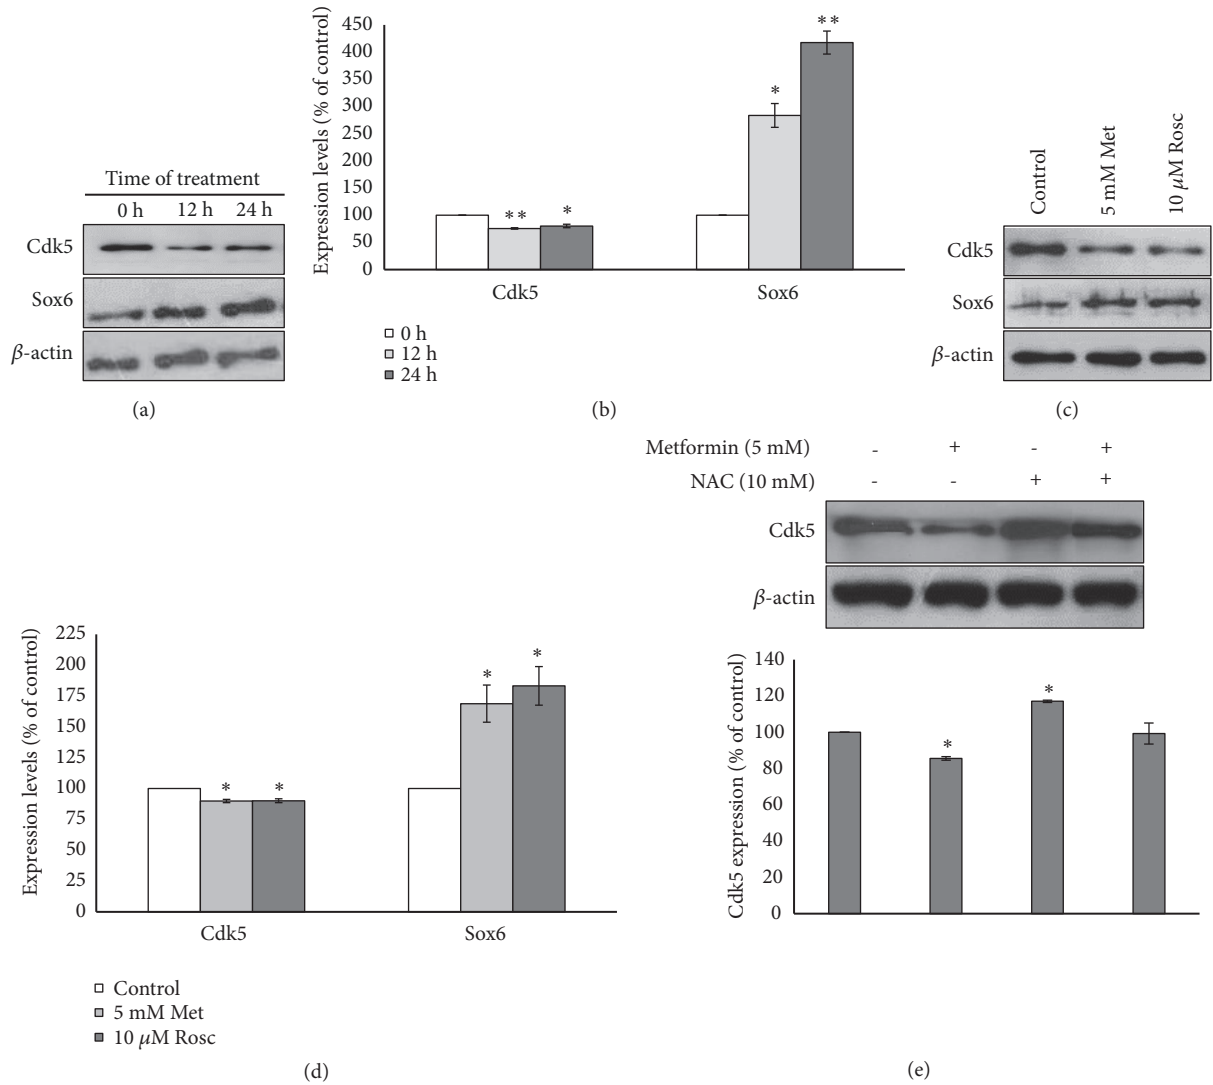 Time of treatment
0 h 12 h 24 h
Cdk5
Sox6
β-actin
(a)
Expression levels (% of control)
450
400
350
300
250
200
150
100
50
0
** *
* **
Cdk5 Sox6
0 h
12 h
24 h
(b)
Control
5 mM Met
10 μM Rosc
Cdk5
Sox6
β-actin
(c)
Expression levels (% of control)
225
200
175
150
125
100
75
50
25
0
* *
* *
Cdk5 Sox6
Control
5 mM Met
10 μM Rosc
(d)
Metformin (5 mM) - + - +
NAC (10 mM) - - + +
Cdk5
β-actin
Cdk5 expression (% of control)
140
120
100
80
60
40
20
0
* *
(e)